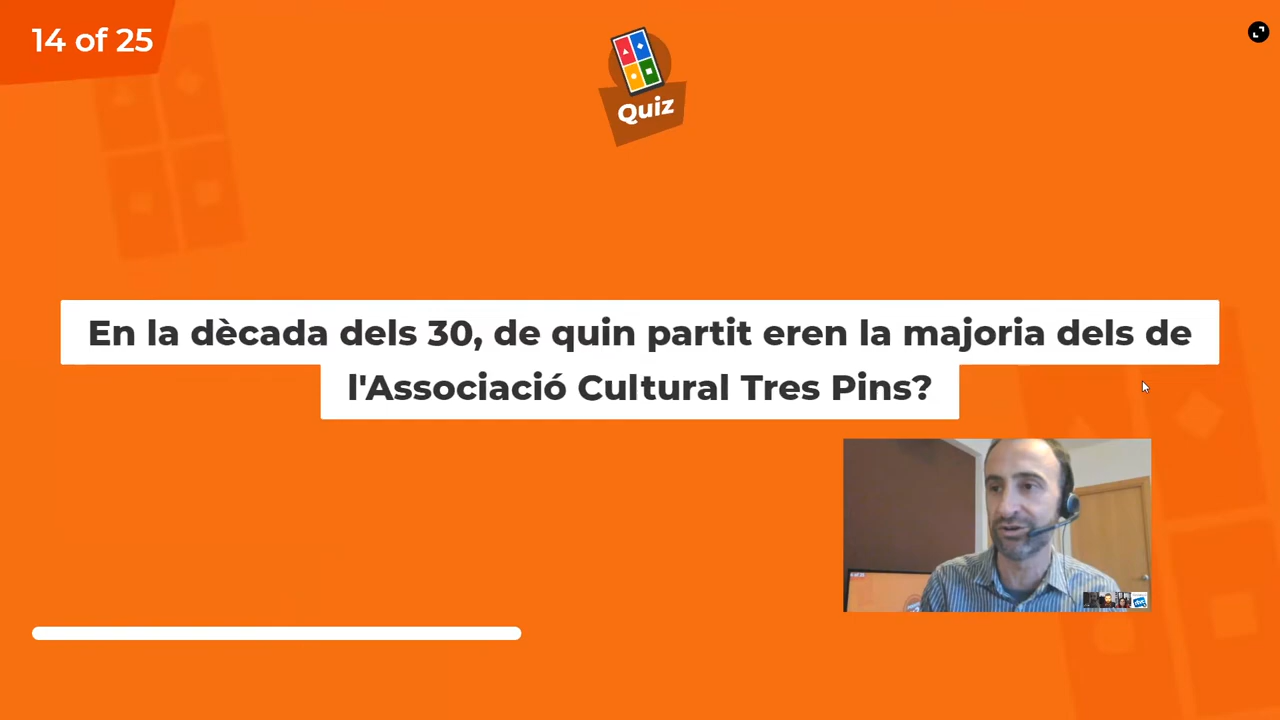 14 of 25
Quiz
En la dècada dels 30, de quin partit eren la majoria dels de
l'Associació Cultural Tres Pins?